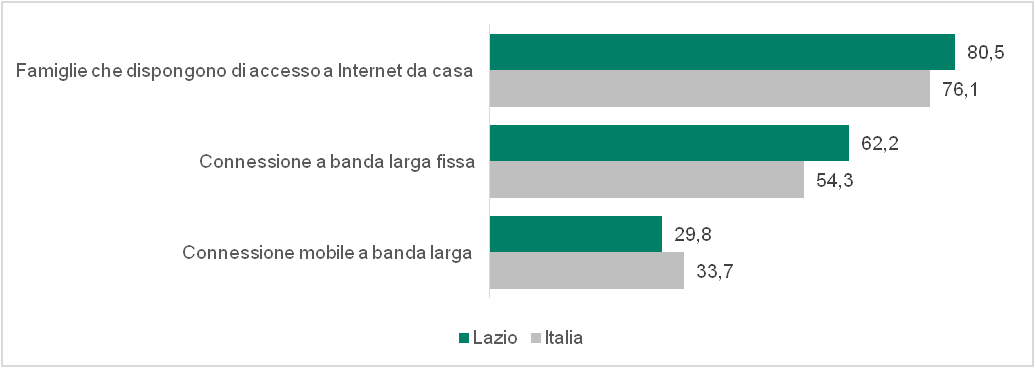 Famiglie che dispongono di accesso a Internet da casa
80,5
76,1
Connessione a banda larga fissa
62,2
54,3
Connessione mobile a banda larga
29,8
33,7
Lazio Italia